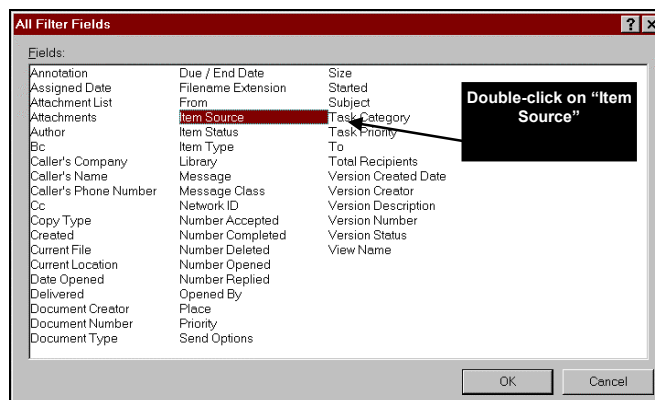 All Filter Fields
Fields:
Annotation
Assigned Date
Attachment List
Attachments
Author
Bc
Caller's Company
Caller's Name
Caller's Phone Number
Cc
Copy Type
Created
Current File
Current Location
Date Opened
Delivered
Document Creator
Document Number
Document Type
Due / End Date
Filename Extension
From
Item Source
Item Status
Item Type
Library
Message
Message Class
Network ID
Number Accepted
Number Completed
Number Deleted
Number Opened
Number Replied
Opened By
Place
Priority
Send Options
Size
Started
Subject
Task Category
Task Priority
To
Total Recipients
Version Created Date
Version Creator
Version Description
Version Number
Version Status
View Name
Double-click on “Item
Source”
OK
Cancel